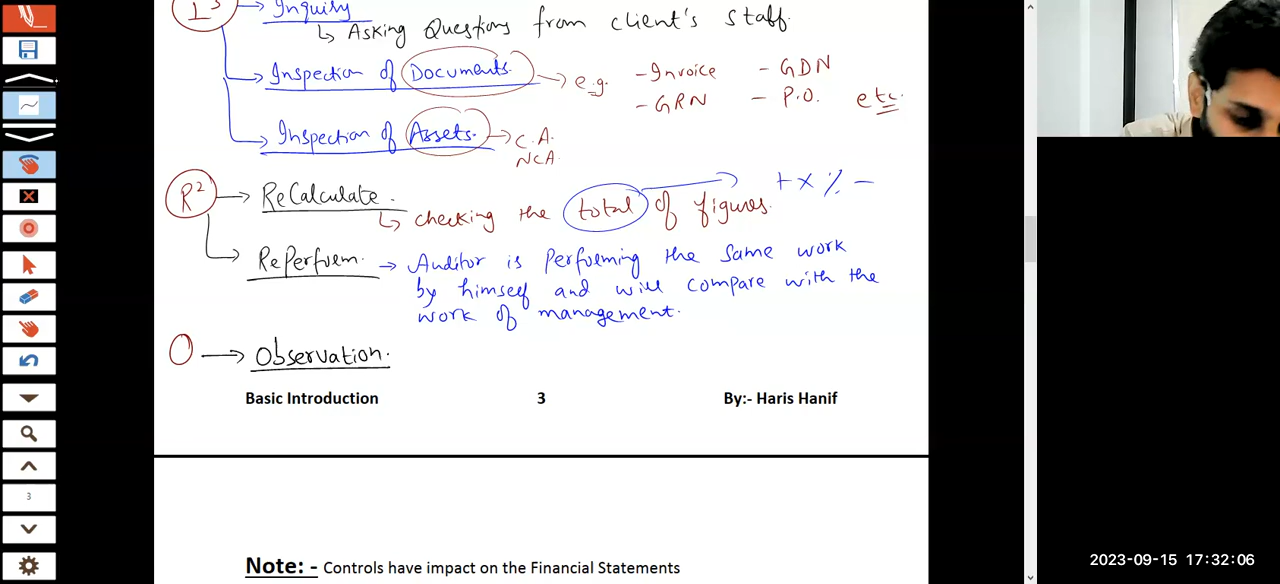 I3 → Inquiry
↳ Asking Questions from client's staff.
→ Inspection of Documents. → e.g. - Invoice - GDN
- GRN - P.O. etc.
→ Inspection of Assets. → C.A.
NCA.
R2 → ReCalculate.
↳ checking the total of figures. + × % -
→ RePerform. → Auditor is performing the same work
by himself and will compare with the
work of management.
O → Observation.
Basic Introduction 3 By:- Haris Hanif
3
Note: - Controls have impact on the Financial Statements
2023-09-15 17:32:06